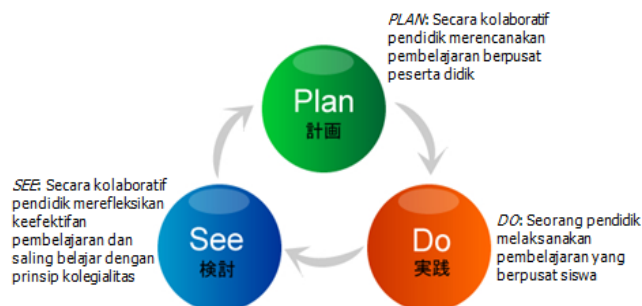 PLAN: Secara kolaboratif
pendidik merencanakan
pembelajaran berpusat
peserta didik
Plan
計画
SEE: Secara kolaboratif
pendidik merefleksikan
keefektifan
pembelajaran dan
saling belajar dengan
prinsip kolegialitas
See
検討
Do
実践
DO: Seorang pendidik
melaksanakan
pembelajaran yang
berpusat siswa